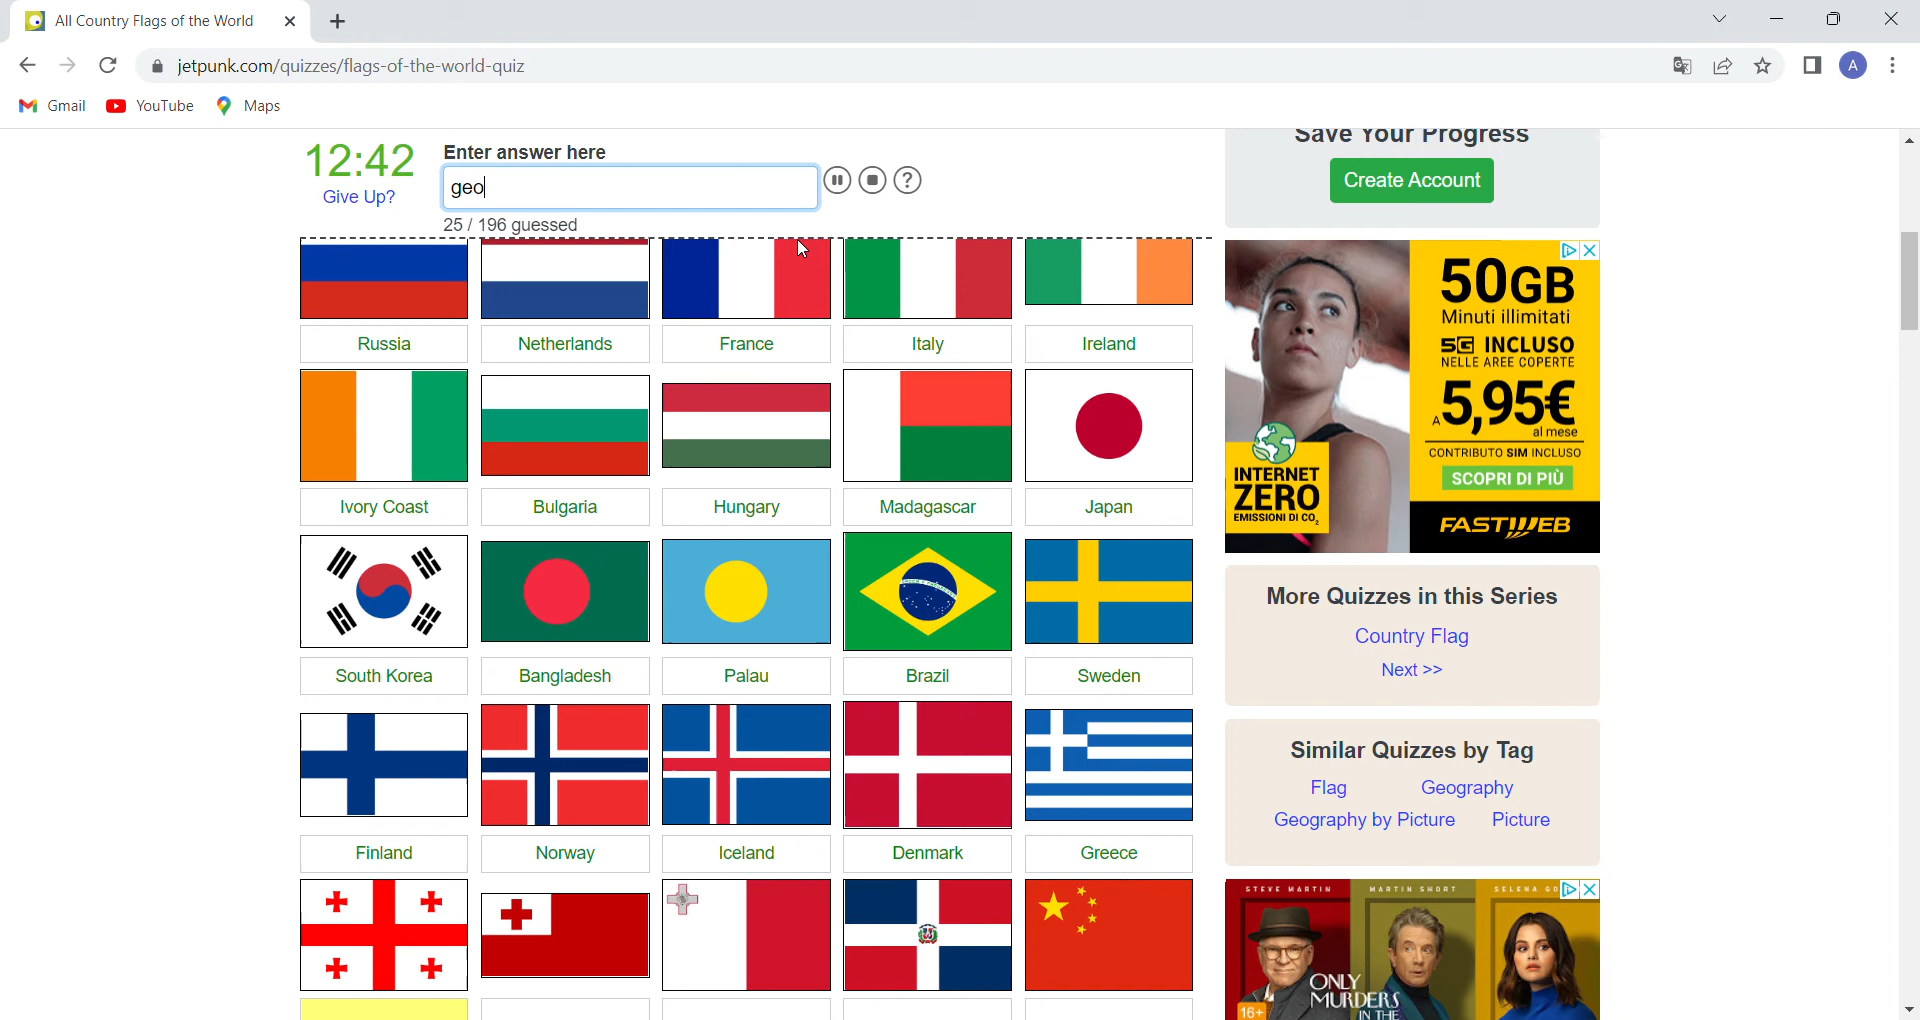 All Country Flags of the World
jetpunk.com/quizzes/flags-of-the-world-quiz
A
Gmail YouTube Maps
12:42
Give Up?
Enter answer here
geo
?
25 / 196 guessed
Russia Netherlands France Italy Ireland
Ivory Coast Bulgaria Hungary Madagascar Japan
South Korea Bangladesh Palau Brazil Sweden
Finland Norway Iceland Denmark Greece
Save Your Progress
Create Account
50GB
Minuti illimitati
5G INCLUSO
NELLE AREE COPERTE
A 5,95€
al mese
CONTRIBUTO SIM INCLUSO
SCOPRI DI PIÙ
INTERNET
ZERO
EMISSIONI DI CO2
FASTWEB
More Quizzes in this Series
Country Flag
Next >>
Similar Quizzes by Tag
Flag Geography
Geography by Picture Picture
STEVE MARTIN MARTIN SHORT SELENA GO
ONLY
MURDERS
IN THE
16+